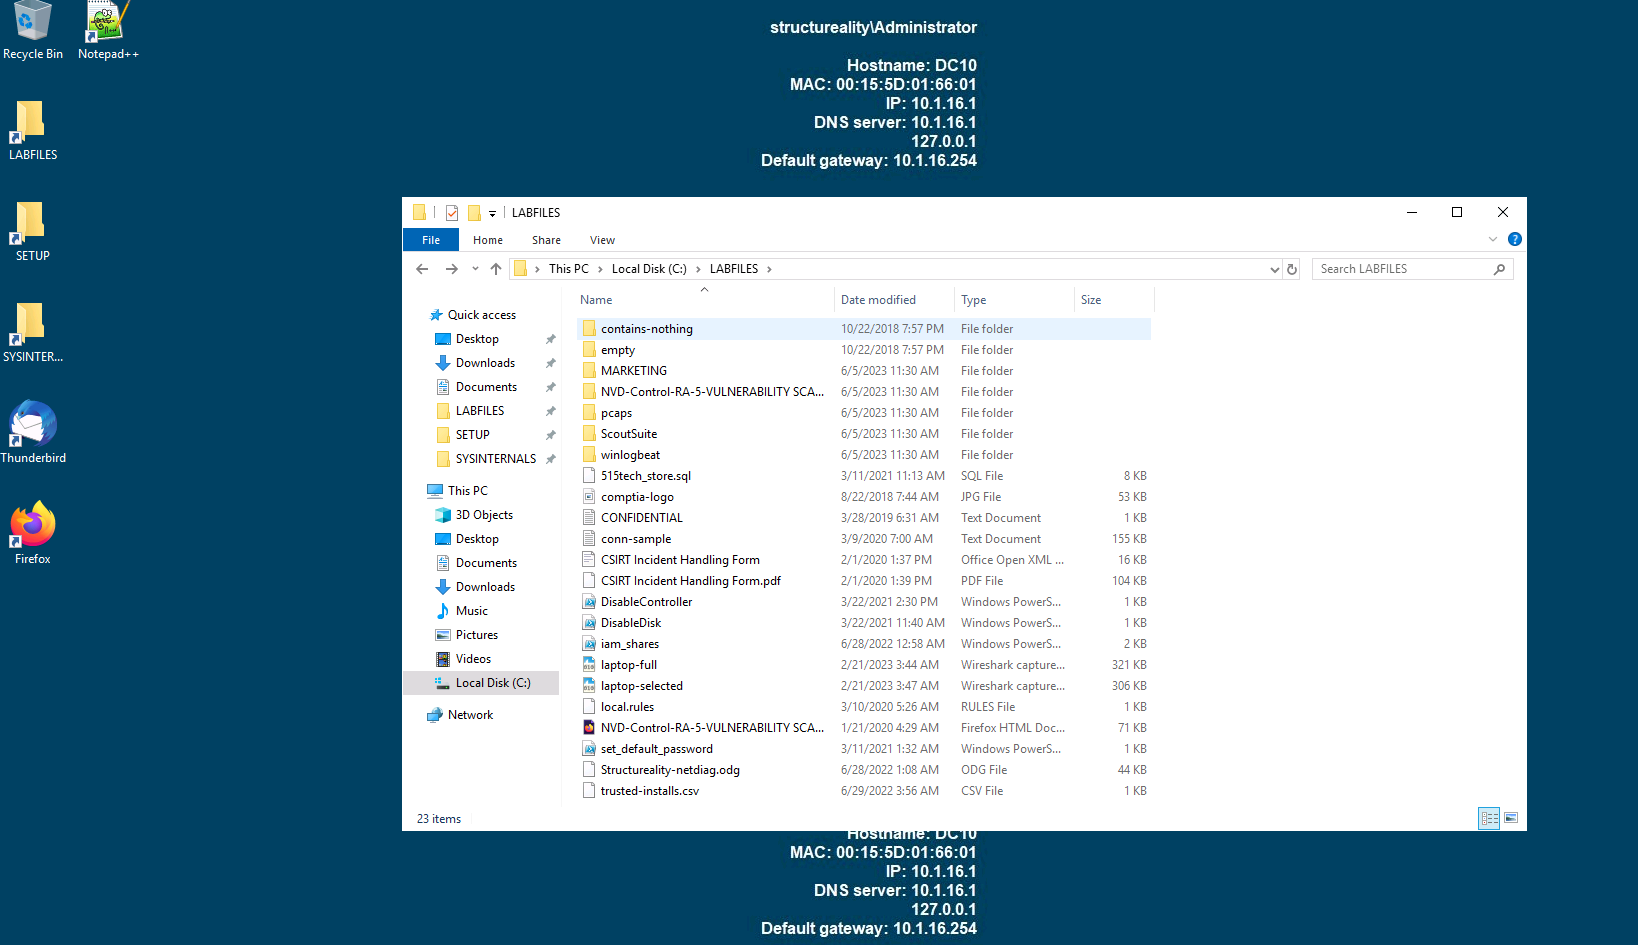 Recycle Bin
Notepad++
LABFILES
SETUP
SYSINTER...
Thunderbird
Firefox
structureality\Administrator
Hostname: DC10
MAC: 00:15:5D:01:66:01
IP: 10.1.16.1
DNS server: 10.1.16.1
127.0.0.1
Default gateway: 10.1.16.254
LABFILES
File Home Share View
This PC Local Disk (C:) LABFILES
Search LABFILES
Quick access
Desktop
Downloads
Documents
LABFILES
SETUP
SYSINTERNALS
This PC
3D Objects
Desktop
Documents
Downloads
Music
Pictures
Videos
Local Disk (C:)
Network
Name Date modified Type Size
contains-nothing 10/22/2018 7:57 PM File folder
empty 10/22/2018 7:57 PM File folder
MARKETING 6/5/2023 11:30 AM File folder
NVD-Control-RA-5-VULNERABILITY SCA... 6/5/2023 11:30 AM File folder
pcaps 6/5/2023 11:30 AM File folder
ScoutSuite 6/5/2023 11:30 AM File folder
winlogbeat 6/5/2023 11:30 AM File folder
515tech_store.sql 3/11/2021 11:13 AM SQL File 8 KB
comptia-logo 8/22/2018 7:44 AM JPG File 53 KB
CONFIDENTIAL 3/28/2019 6:31 AM Text Document 1 KB
conn-sample 3/9/2020 7:00 AM Text Document 155 KB
CSIRT Incident Handling Form 2/1/2020 1:37 PM Office Open XML ... 16 KB
CSIRT Incident Handling Form.pdf 2/1/2020 1:39 PM PDF File 104 KB
DisableController 3/22/2021 2:30 PM Windows PowerS... 1 KB
DisableDisk 3/22/2021 11:40 AM Windows PowerS... 1 KB
iam_shares 6/28/2022 12:58 AM Windows PowerS... 2 KB
laptop-full 2/21/2023 3:44 AM Wireshark capture... 321 KB
laptop-selected 2/21/2023 3:47 AM Wireshark capture... 306 KB
local.rules 3/10/2020 5:26 AM RULES File 1 KB
NVD-Control-RA-5-VULNERABILITY SCA... 1/21/2020 4:29 AM Firefox HTML Doc... 71 KB
set_default_password 3/11/2021 1:32 AM Windows PowerS... 1 KB
Structureality-netdiag.odg 6/28/2022 1:08 AM ODG File 44 KB
trusted-installs.csv 6/29/2022 3:56 AM CSV File 1 KB
23 items
Hostname: DC10
MAC: 00:15:5D:01:66:01
IP: 10.1.16.1
DNS server: 10.1.16.1
127.0.0.1
Default gateway: 10.1.16.254